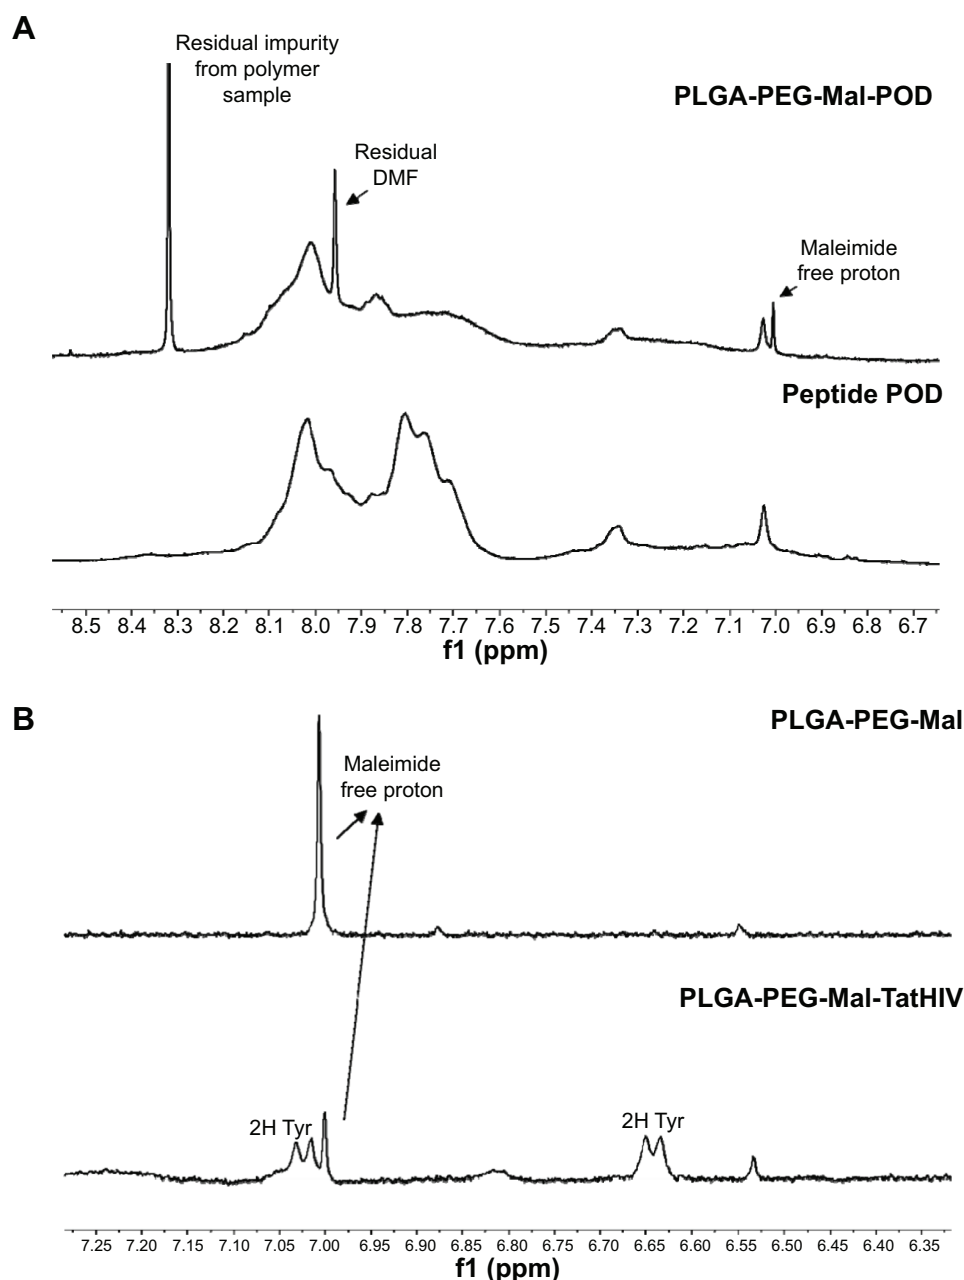 A
Residual impurity
from polymer
sample
PLGA-PEG-Mal-POD
Residual
DMF
Maleimide
free proton
Peptide POD
8.5 8.4 8.3 8.2 8.1 8.0 7.9 7.8 7.7 7.6 7.5 7.4 7.3 7.2 7.1 7.0 6.9 6.8 6.7
f1 (ppm)
B
PLGA-PEG-Mal
Maleimide
free proton
PLGA-PEG-Mal-TatHIV
2H Tyr
2H Tyr
7.25 7.20 7.15 7.10 7.05 7.00 6.95 6.90 6.85 6.80 6.75 6.70 6.65 6.60 6.55 6.50 6.45 6.40 6.35
f1 (ppm)